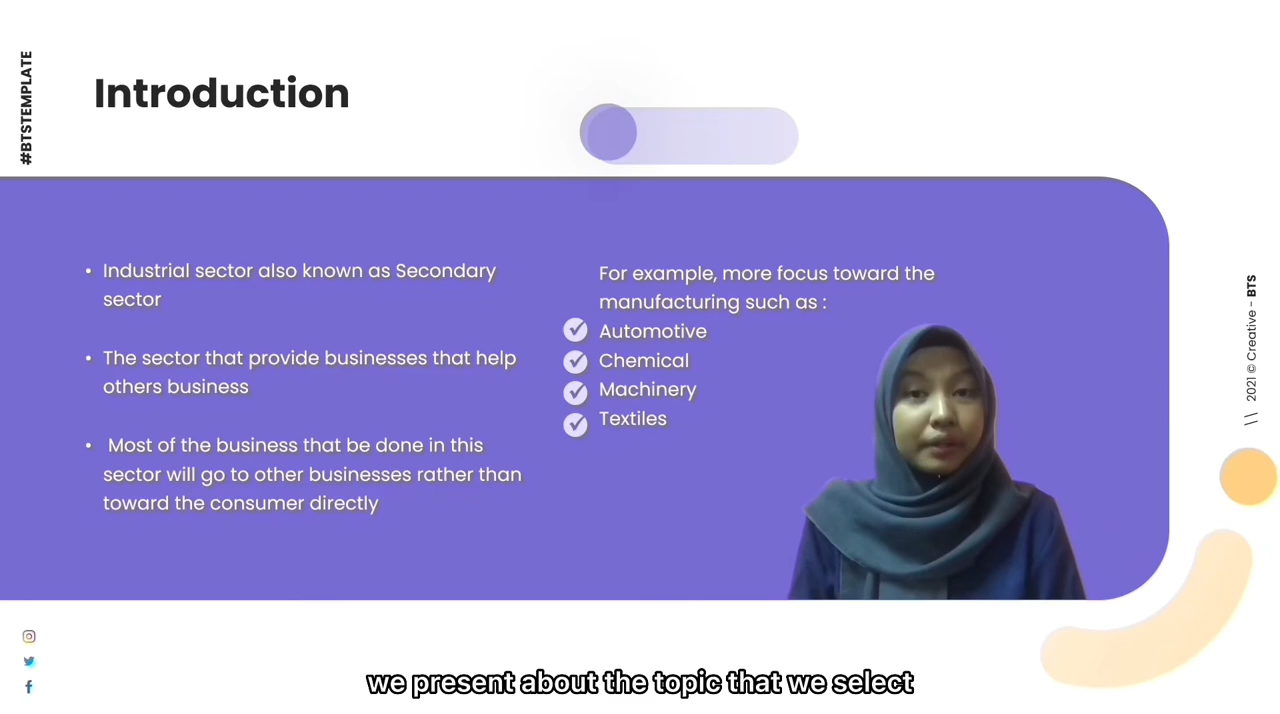 #BTSTEMPLATE
Introduction
• Industrial sector also known as Secondary
sector
• The sector that provide businesses that help
others business
• Most of the business that be done in this
sector will go to other businesses rather than
toward the consumer directly
For example, more focus toward the
manufacturing such as :
Automotive
Chemical
Machinery
Textiles
\\ 2021 © Creative - BTS
we present about the topic that we select